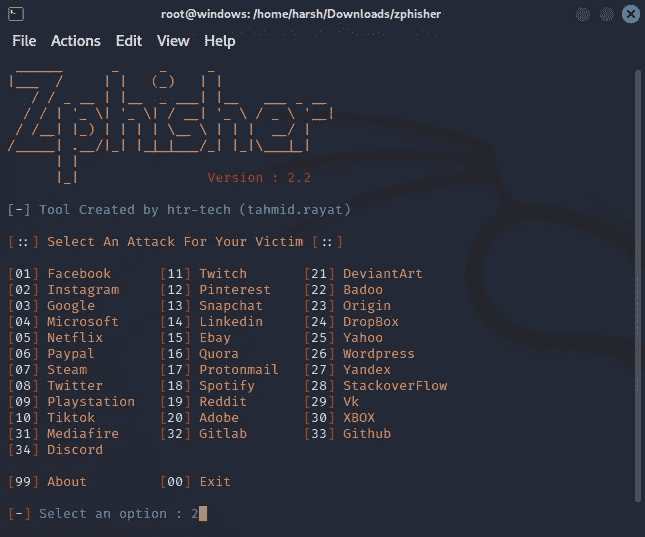 root@windows: /home/harsh/Downloads/zphisher
File Actions Edit View Help
Zphisher
Version : 2.2
[-] Tool Created by htr-tech (tahmid.rayat)
[::] Select An Attack For Your Victim [::]
[01] Facebook [11] Twitch [21] DeviantArt
[02] Instagram [12] Pinterest [22] Badoo
[03] Google [13] Snapchat [23] Origin
[04] Microsoft [14] Linkedin [24] DropBox
[05] Netflix [15] Ebay [25] Yahoo
[06] Paypal [16] Quora [26] Wordpress
[07] Steam [17] Protonmail [27] Yandex
[08] Twitter [18] Spotify [28] StackoverFlow
[09] Playstation [19] Reddit [29] Vk
[10] Tiktok [20] Adobe [30] XBOX
[31] Mediafire [32] Gitlab [33] Github
[34] Discord
[99] About [00] Exit
[-] Select an option : 2